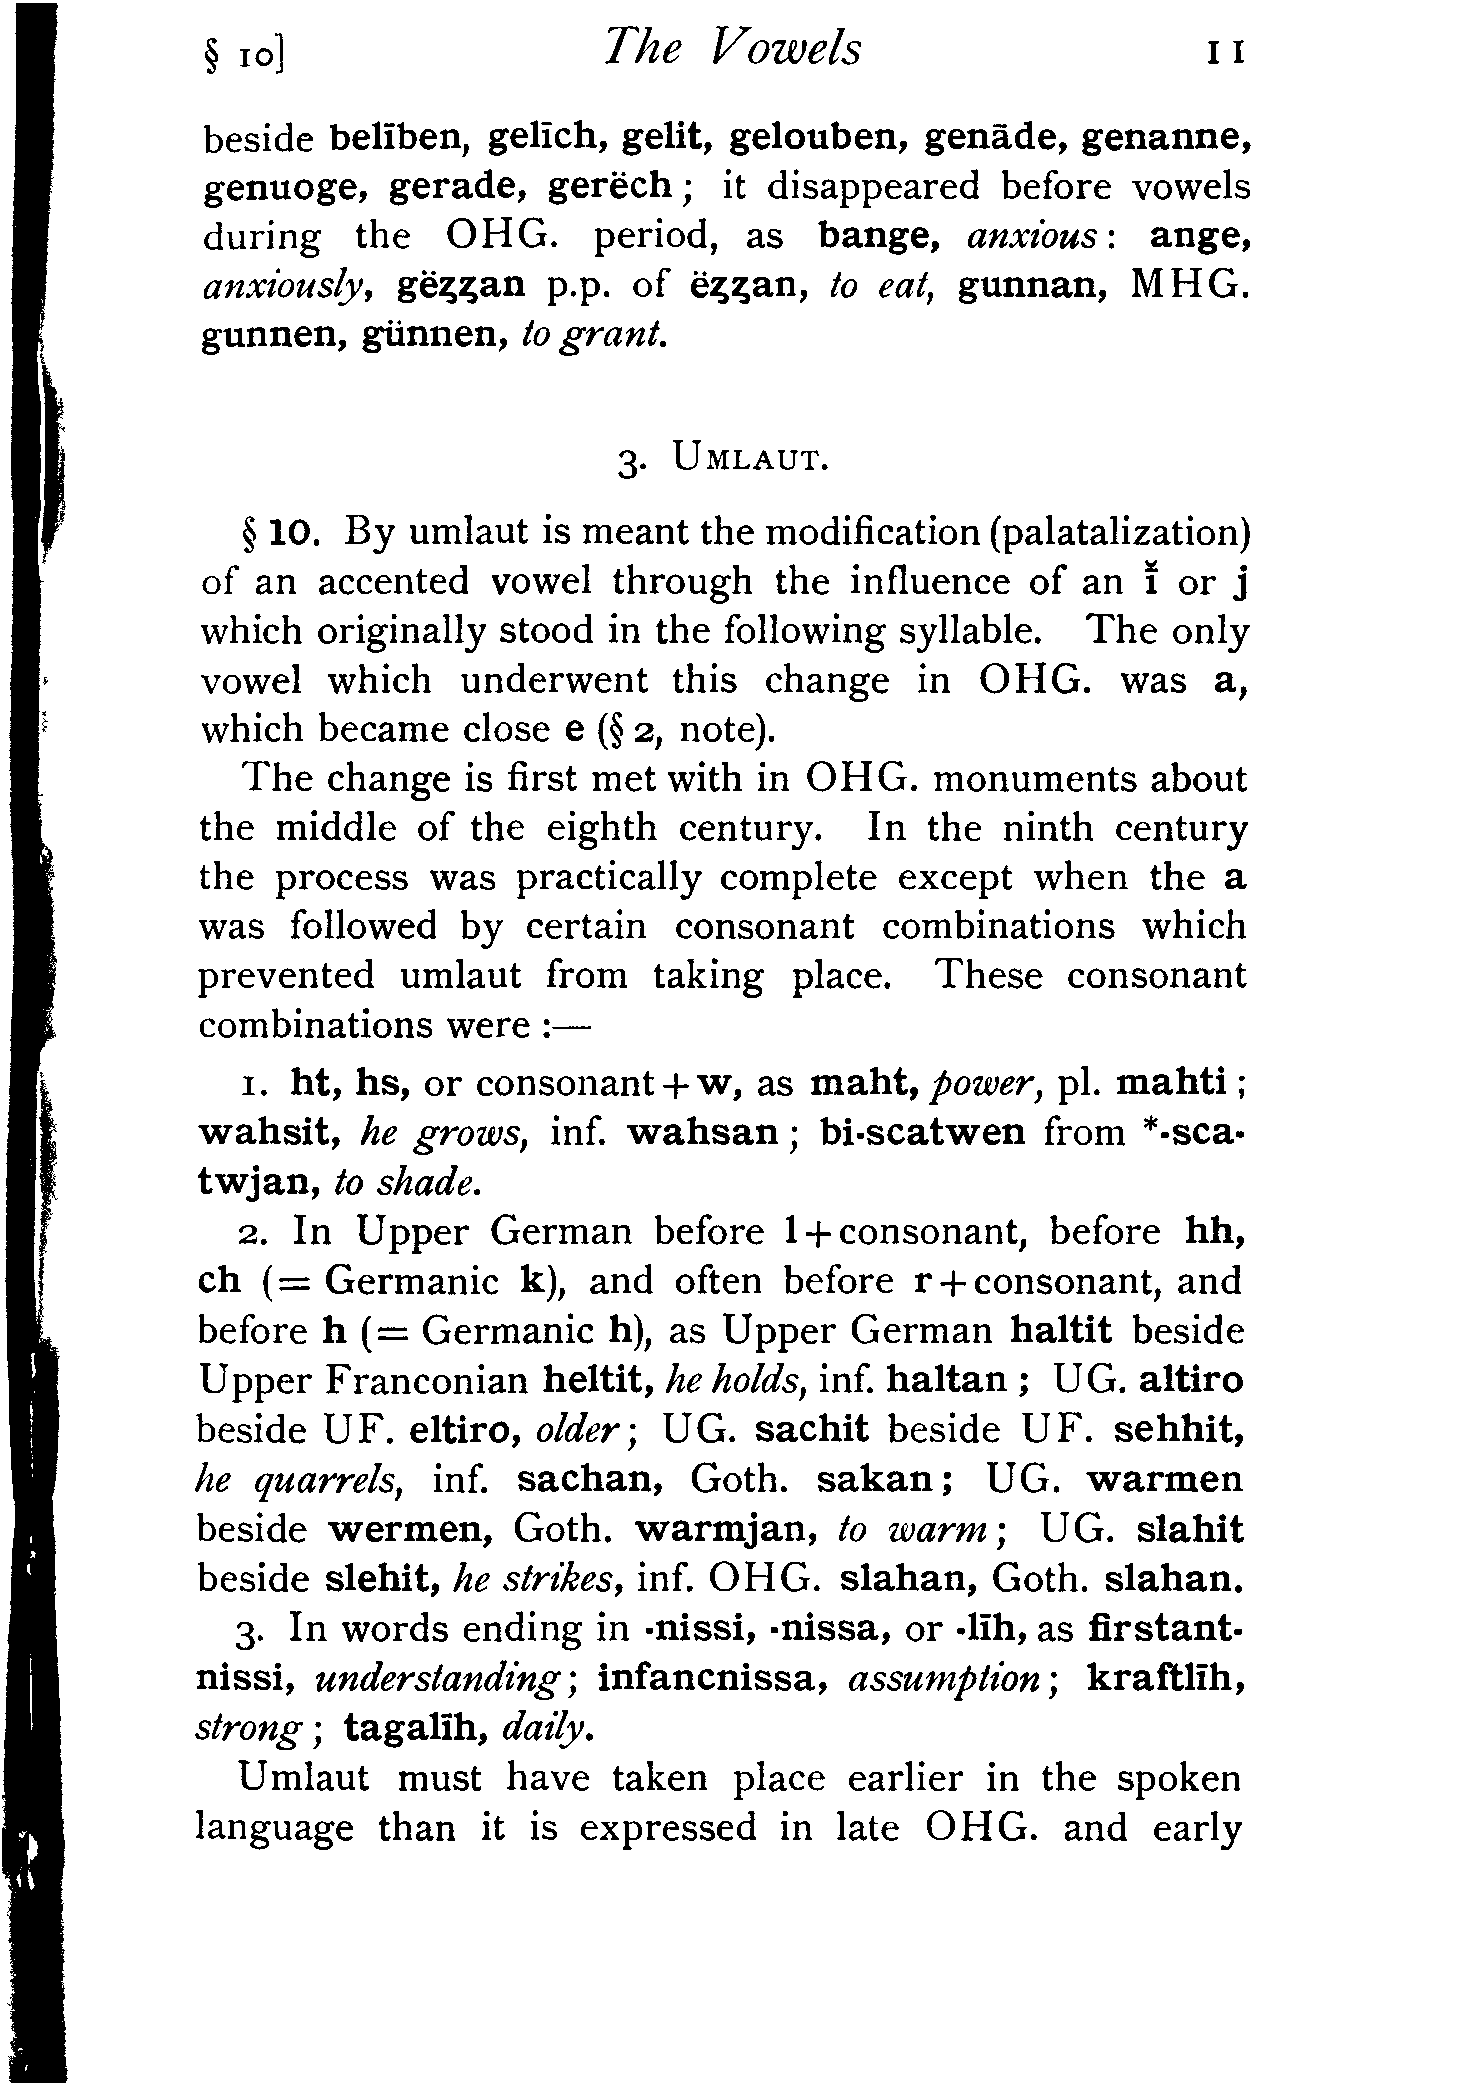 § 10] The Vowels 11
beside belīben, gelīch, gelit, gelouben, genāde, genanne,
genuoge, gerade, gerëch ; it disappeared before vowels
during the OHG. period, as bange, anxious : ange,
anxiously, gëȥȥan p.p. of ëȥȥan, to eat, gunnan, MHG.
gunnen, günnen, to grant.
3. UMLAUT.
§ 10. By umlaut is meant the modification (palatalization)
of an accented vowel through the influence of an ī̆ or j
which originally stood in the following syllable. The only
vowel which underwent this change in OHG. was a,
which became close e (§ 2, note).
The change is first met with in OHG. monuments about
the middle of the eighth century. In the ninth century
the process was practically complete except when the a
was followed by certain consonant combinations which
prevented umlaut from taking place. These consonant
combinations were :—
1. ht, hs, or consonant + w, as maht, power, pl. mahti ;
wahsit, he grows, inf. wahsan ; bi-scatwen from *-sca-
twjan, to shade.
2. In Upper German before l + consonant, before hh,
ch (= Germanic k), and often before r + consonant, and
before h (= Germanic h), as Upper German haltit beside
Upper Franconian heltit, he holds, inf. haltan ; UG. altiro
beside UF. eltiro, older ; UG. sachit beside UF. sehhit,
he quarrels, inf. sachan, Goth. sakan ; UG. warmen
beside wermen, Goth. warmjan, to warm ; UG. slahit
beside slehit, he strikes, inf. OHG. slahan, Goth. slahan.
3. In words ending in -nissi, -nissa, or -līh, as firstant-
nissi, understanding ; infancnissa, assumption ; kraftlīh,
strong ; tagalīh, daily.
Umlaut must have taken place earlier in the spoken
language than it is expressed in late OHG. and early